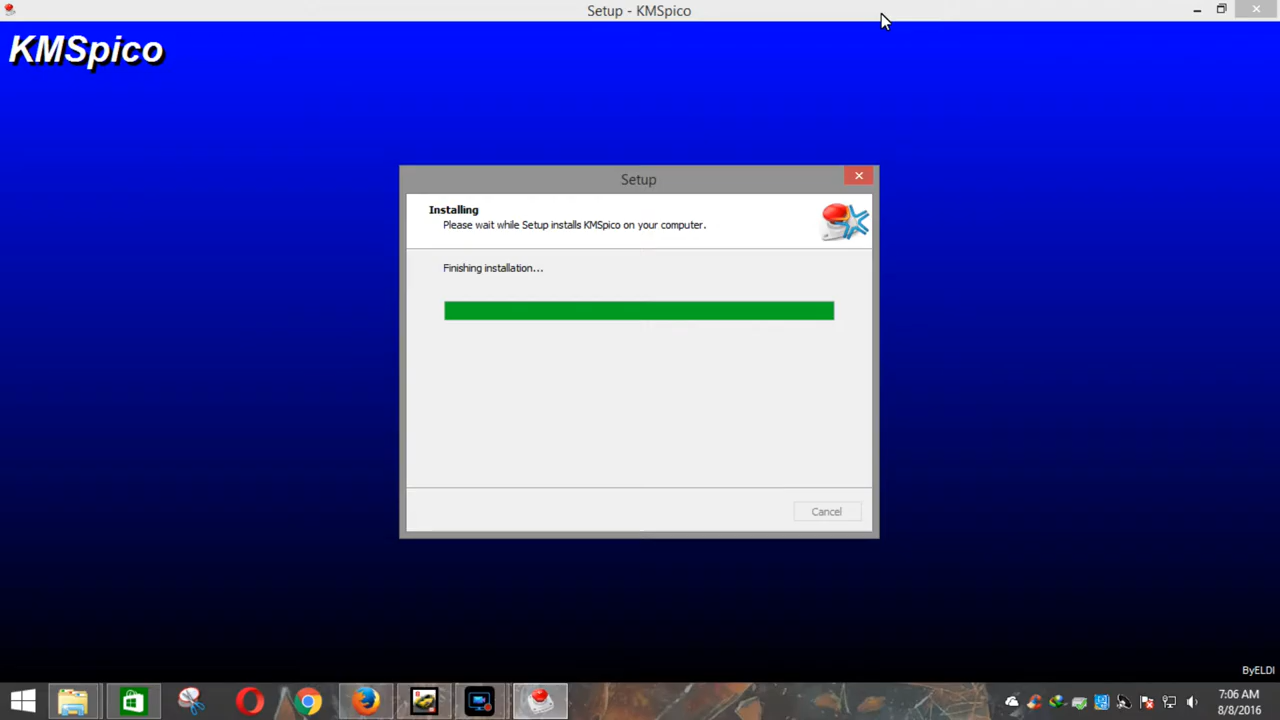 Setup - KMSpico
KMSpico
Setup
Installing
Please wait while Setup installs KMSpico on your computer.
Finishing installation...
Cancel
ByELDI
7:06 AM
8/8/2016